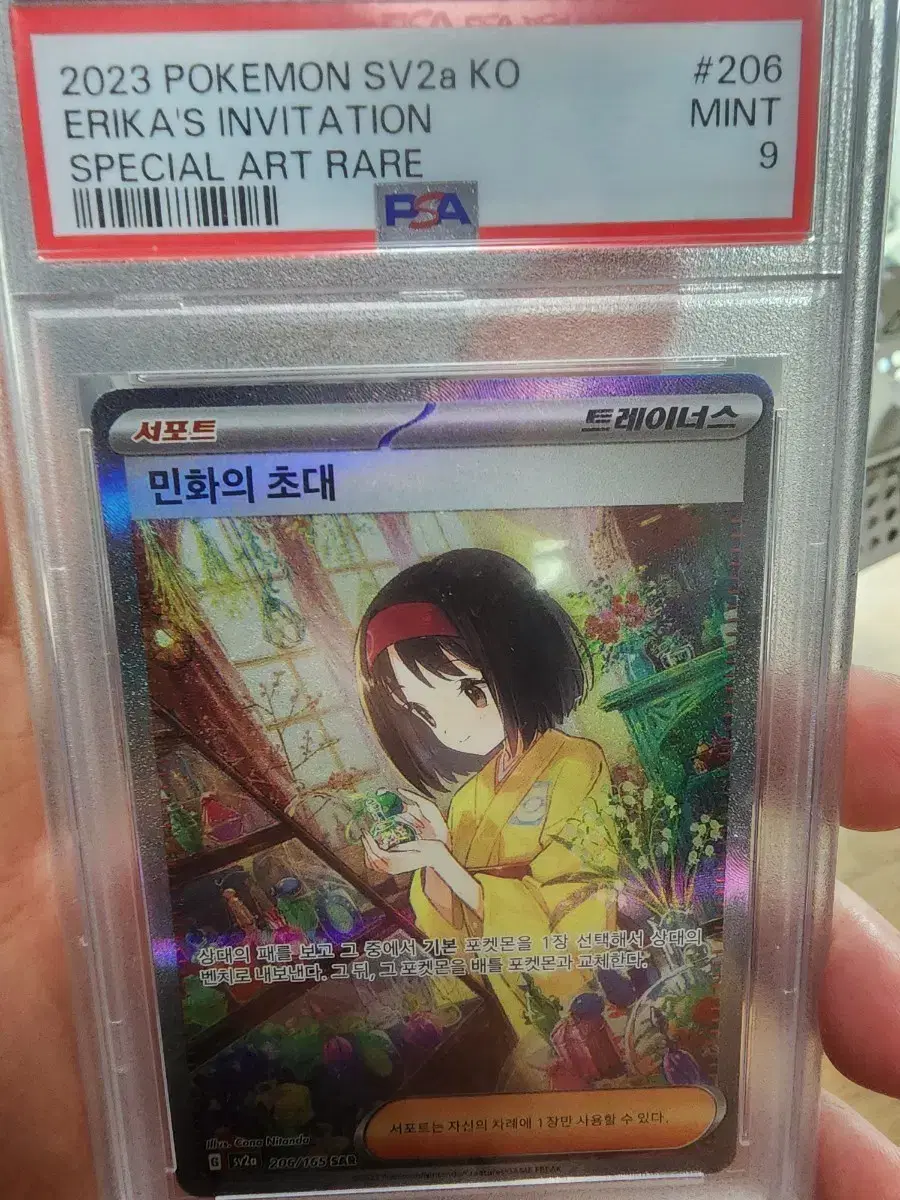 2023 POKEMON SV2a KO
#206
ERIKA'S INVITATION
MINT
SPECIAL ART RARE
9
PSA
서포트
트레이너스
민화의 초대
상대의 패를 보고 그 중에서 기본 포켓몬을 1장 선택해서 상대의
벤치로 내보낸다. 그 뒤, 그 포켓몬을 배틀 포켓몬과 교체한다.
서포트는 자신의 차례에 1장만 사용할 수 있다.
Illus. Cona Nitanda
G SV2a 206/165 SAR